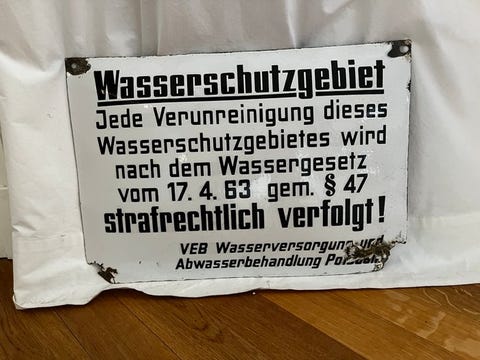 Wasserschutzgebiet
Jede Verunreinigung dieses
Wasserschutzgebietes wird
nach dem Wassergesetz
vom 17. 4. 63 gem. § 47
strafrechtlich verfolgt!
VEB Wasserversorgung und
Abwasserbehandlung